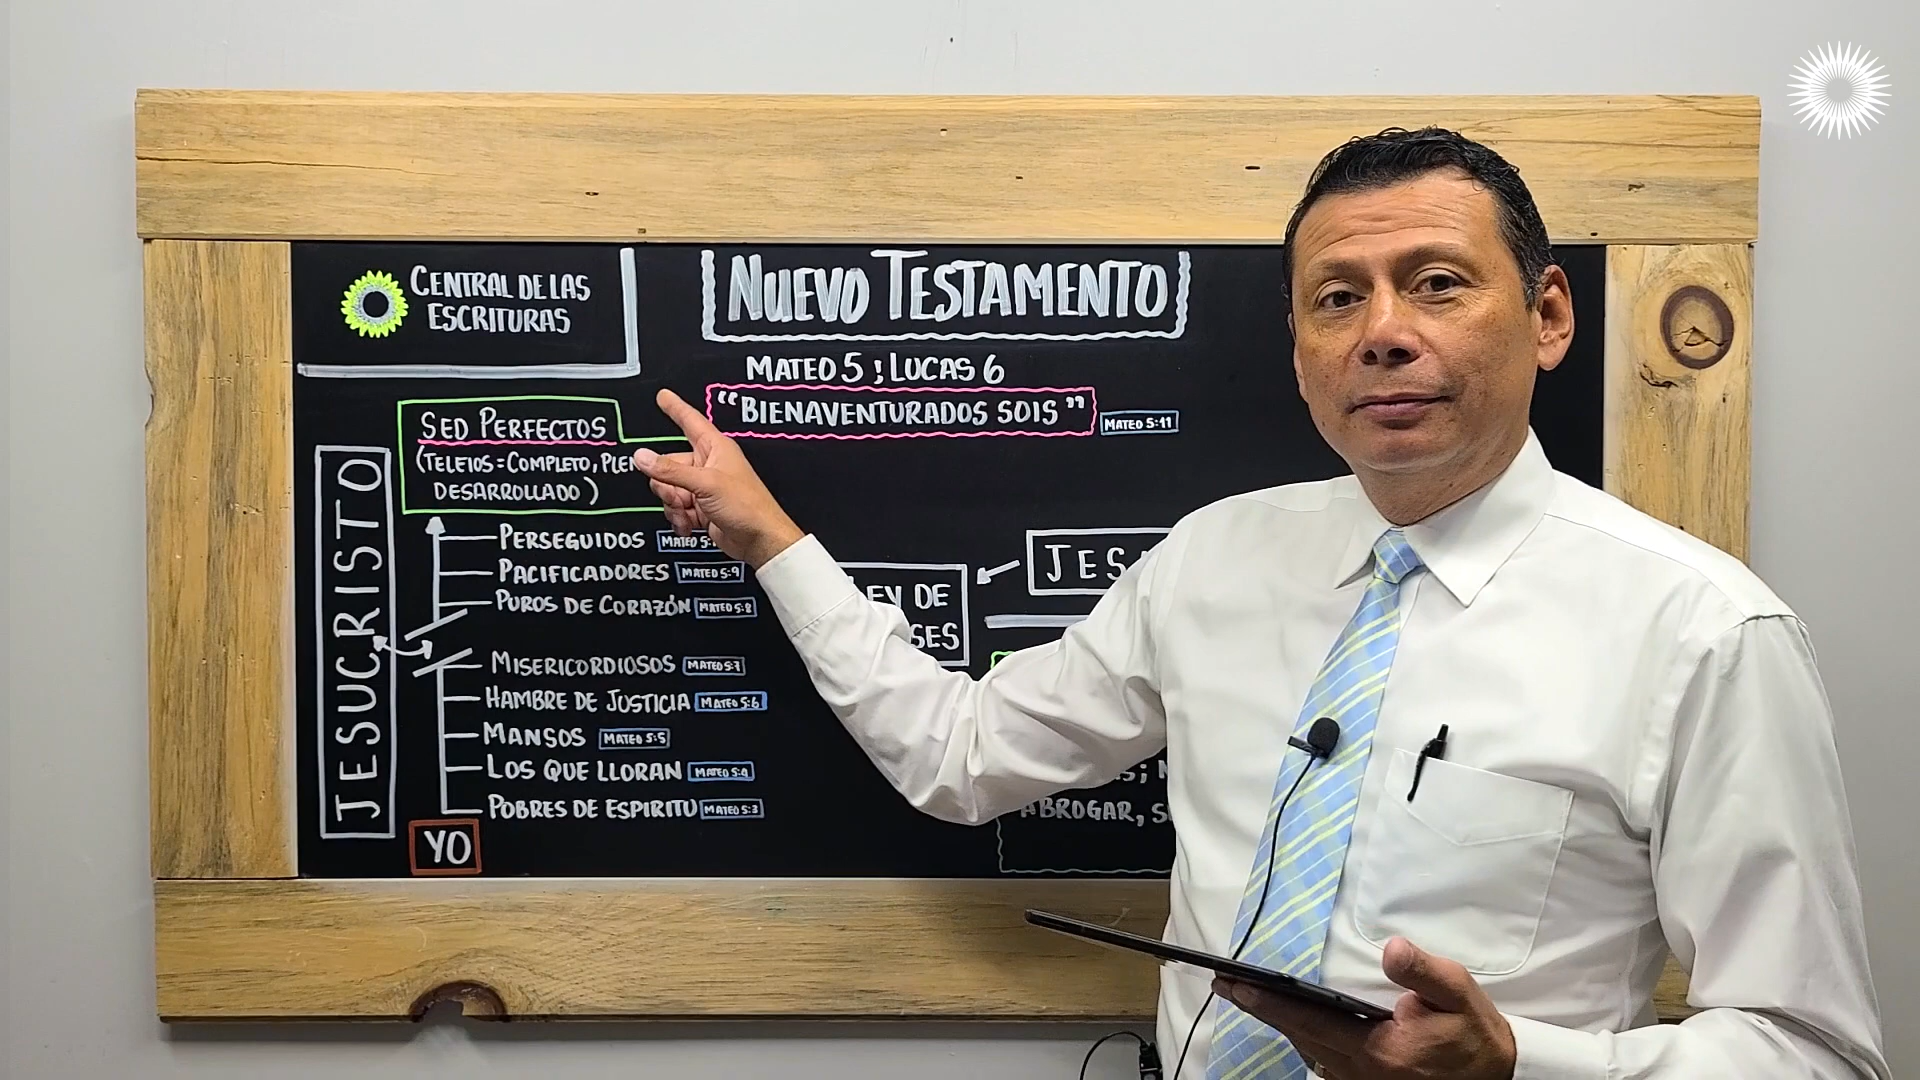 CENTRAL DE LAS
ESCRITURAS
NUEVO TESTAMENTO
MATEO 5 ; LUCAS 6
"BIENAVENTURADOS SOIS"
MATEO 5:11
SED PERFECTOS
(TELEIOS = COMPLETO,
DESARROLLADO)
JESUCRISTO
PERSEGUIDOS
PACIFICADORES MATEO 5:9
PUROS DE CORAZÓN MATEO 5:8
MISERICORDIOSOS MATEO 5:7
HAMBRE DE JUSTICIA MATEO 5:6
MANSOS MATEO 5:5
LOS QUE LLORAN MATEO 5:4
POBRES DE ESPIRITU MATEO 5:3
YO
DE
ABROGAR,